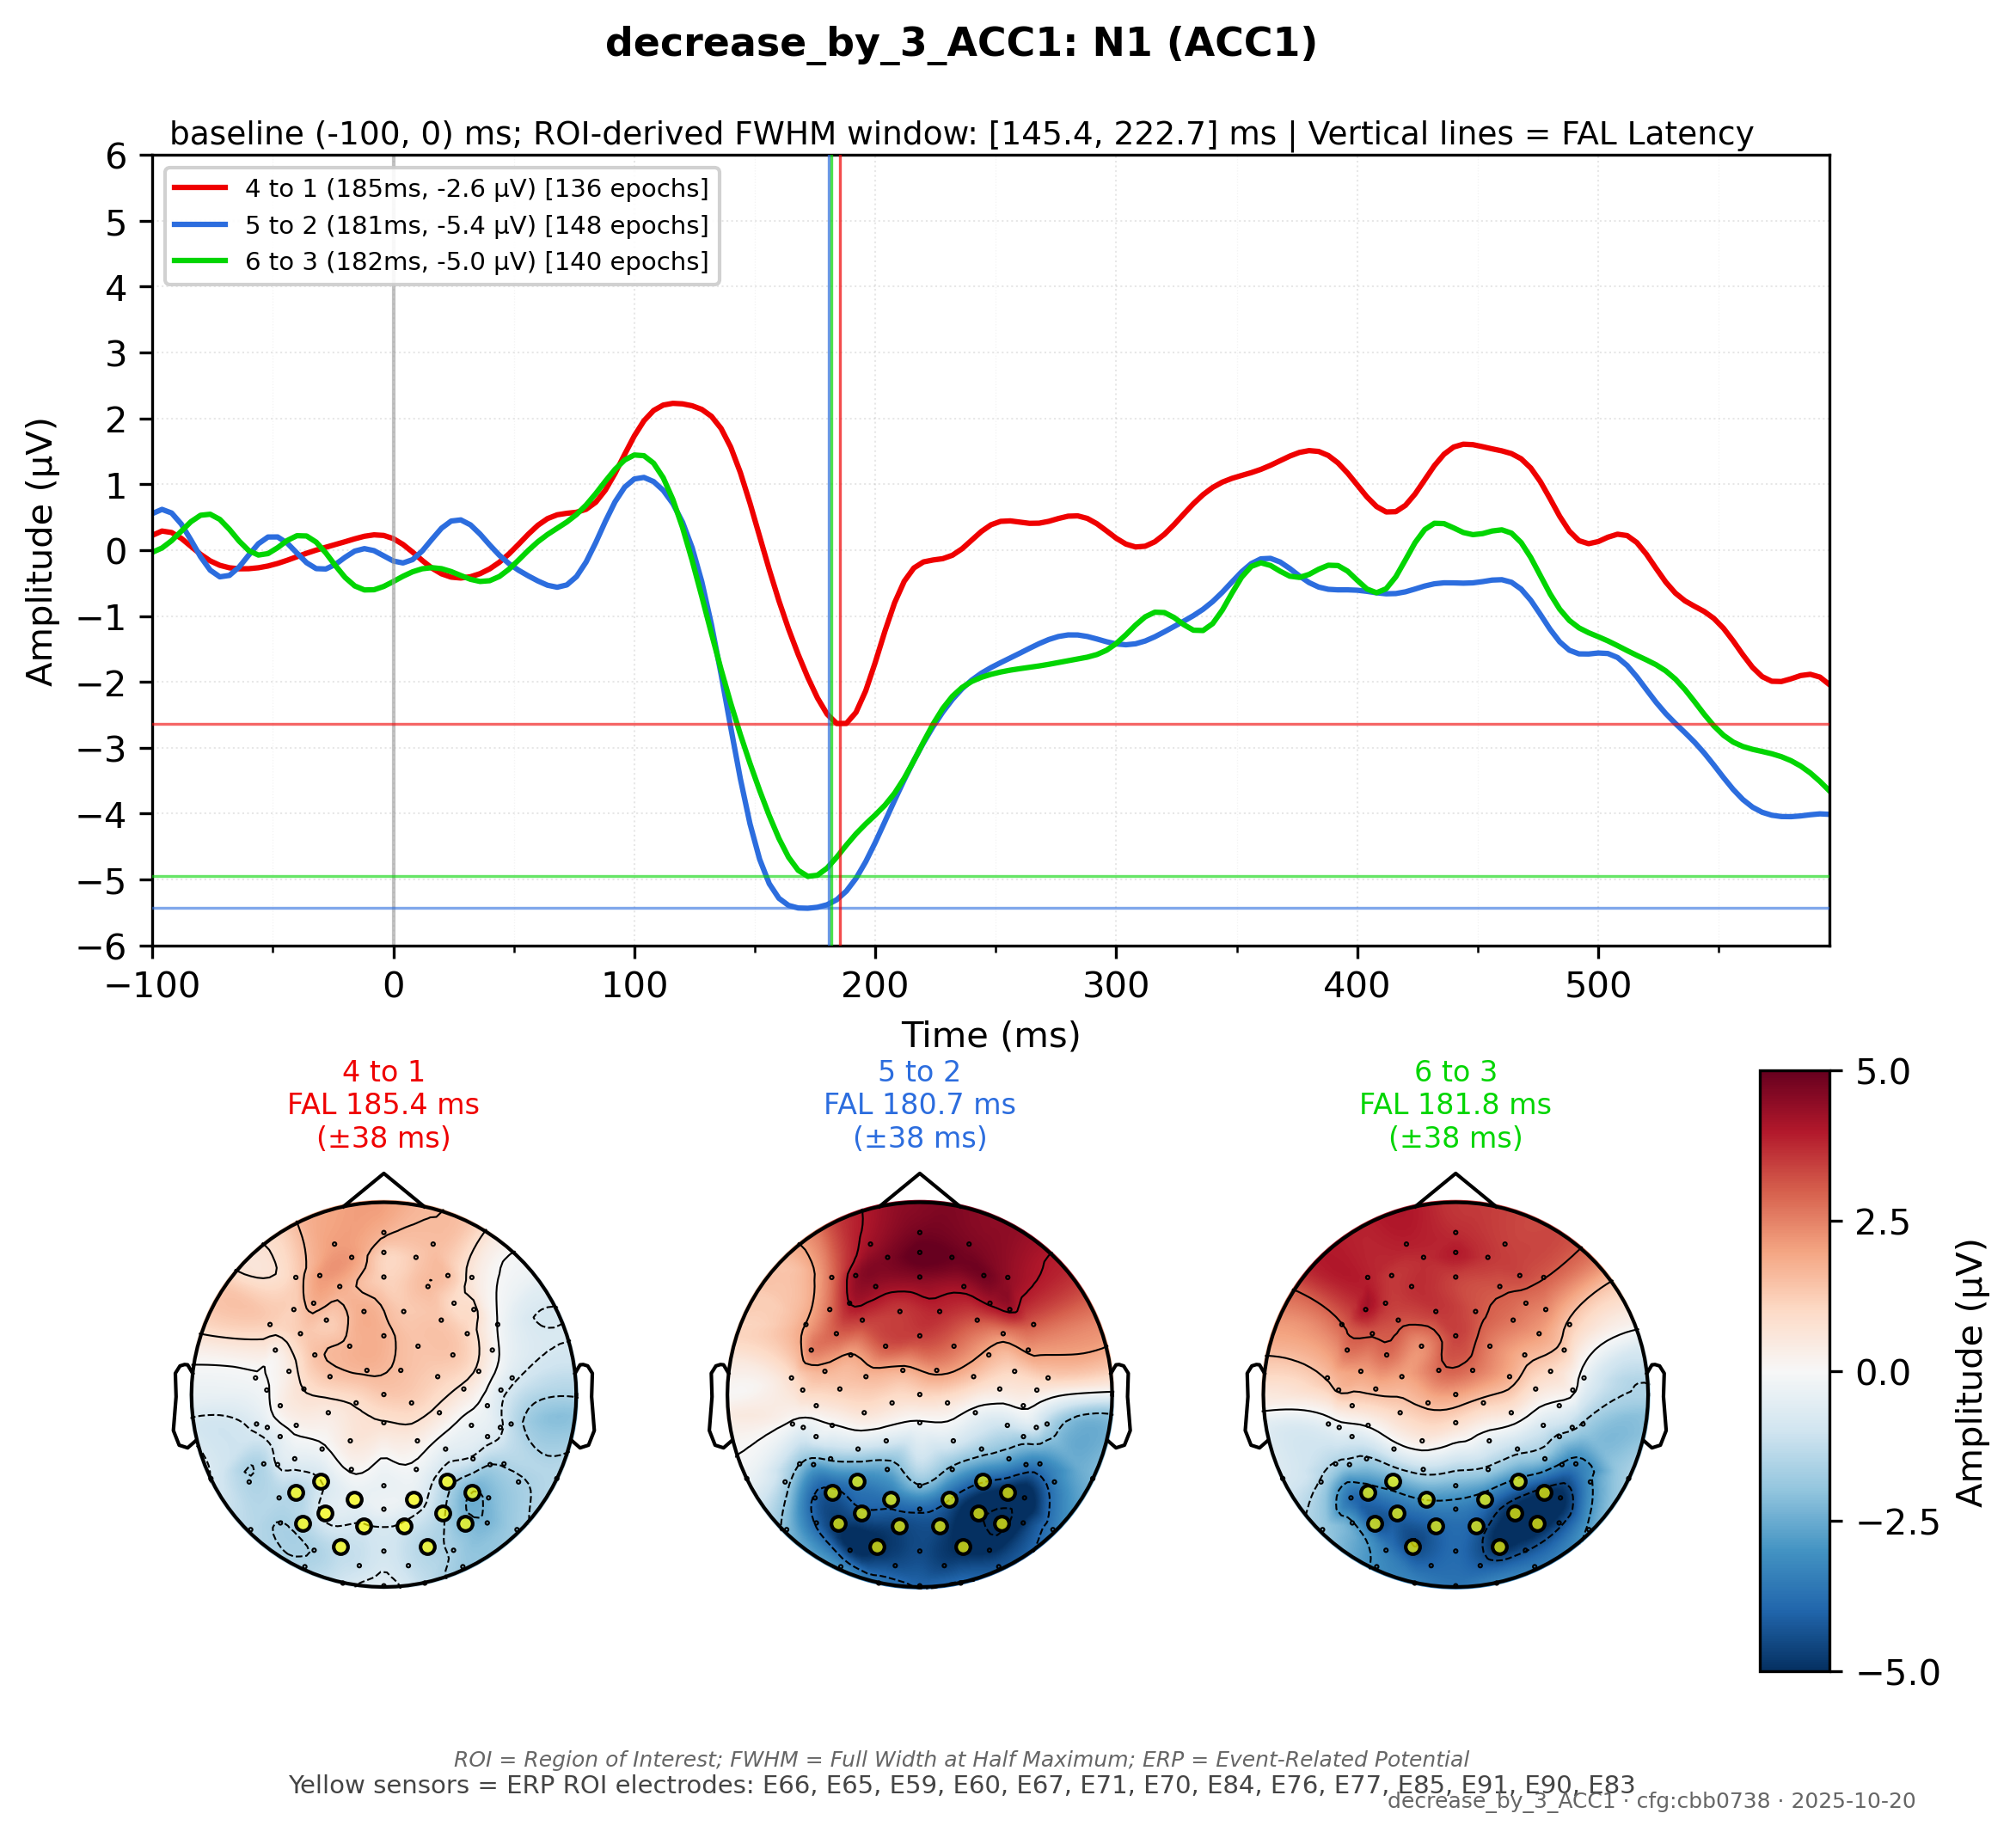 decrease_by_3_ACC1: N1 (ACC1)
baseline (-100, 0) ms; ROI-derived FWHM window: [145.4, 222.7] ms | Vertical lines = FAL Latency
4 to 1 (185ms, -2.6 µV) [136 epochs]
5 to 2 (181ms, -5.4 µV) [148 epochs]
6 to 3 (182ms, -5.0 µV) [140 epochs]
Amplitude (µV)
6
5
4
3
2
1
0
−1
−2
−3
−4
−5
−6
−100 0 100 200 300 400 500
Time (ms)
4 to 1
FAL 185.4 ms
(±38 ms)
5 to 2
FAL 180.7 ms
(±38 ms)
6 to 3
FAL 181.8 ms
(±38 ms)
5.0
2.5
0.0
−2.5
−5.0
Amplitude (µV)
ROI = Region of Interest; FWHM = Full Width at Half Maximum; ERP = Event-Related Potential
Yellow sensors = ERP ROI electrodes: E66, E65, E59, E60, E67, E71, E70, E84, E76, E77, E85, E91, E90, E83
decrease_by_3_ACC1 · cfg:cbb0738 · 2025-10-20